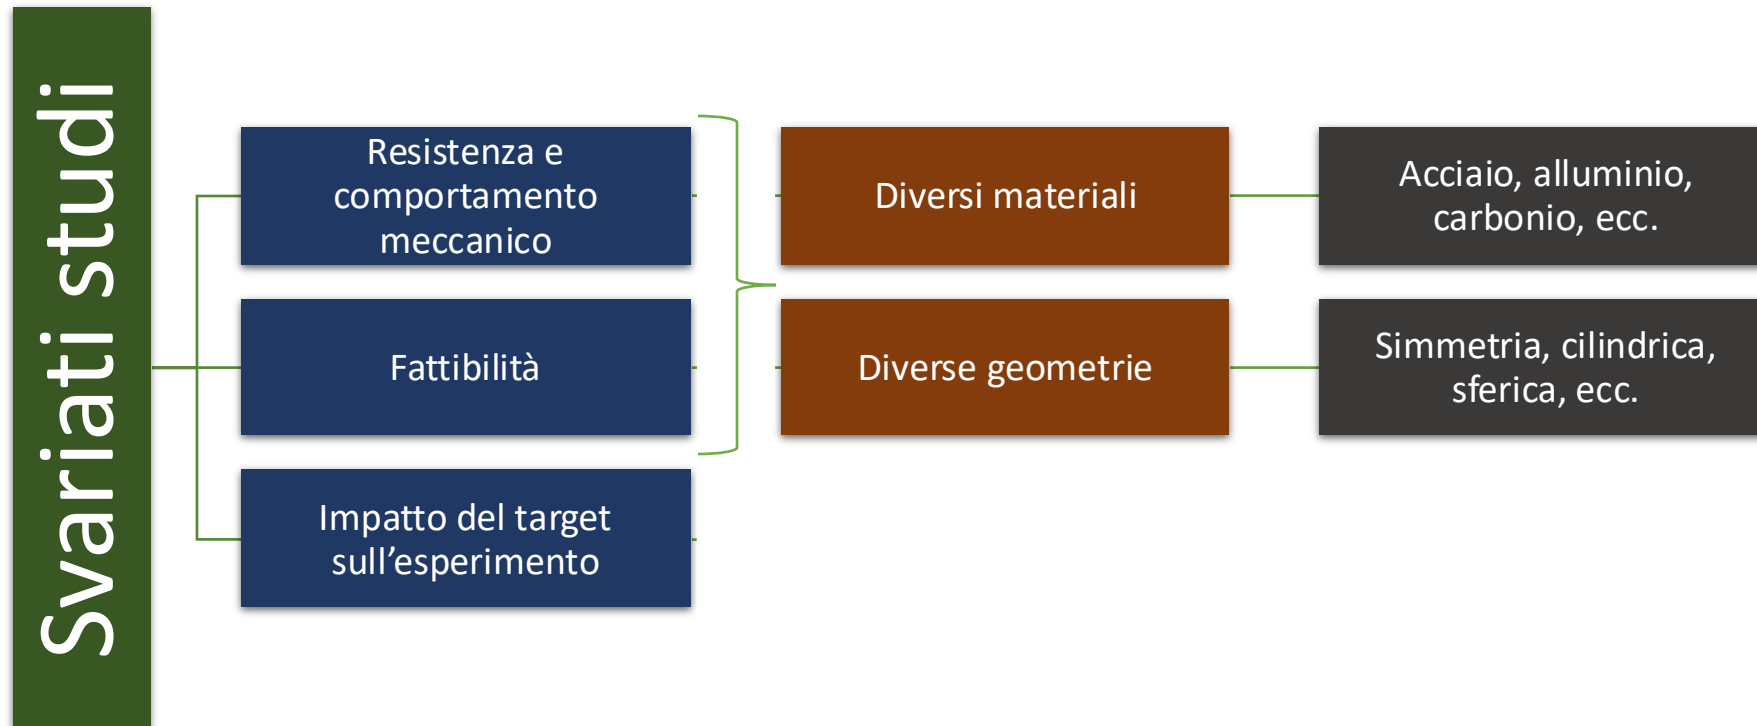 Svariati studi
Resistenza e
comportamento
meccanico
Fattibilità
Impatto del target
sull’esperimento
Diversi materiali
Diverse geometrie
Acciaio, alluminio,
carbonio, ecc.
Simmetria, cilindrica,
sferica, ecc.